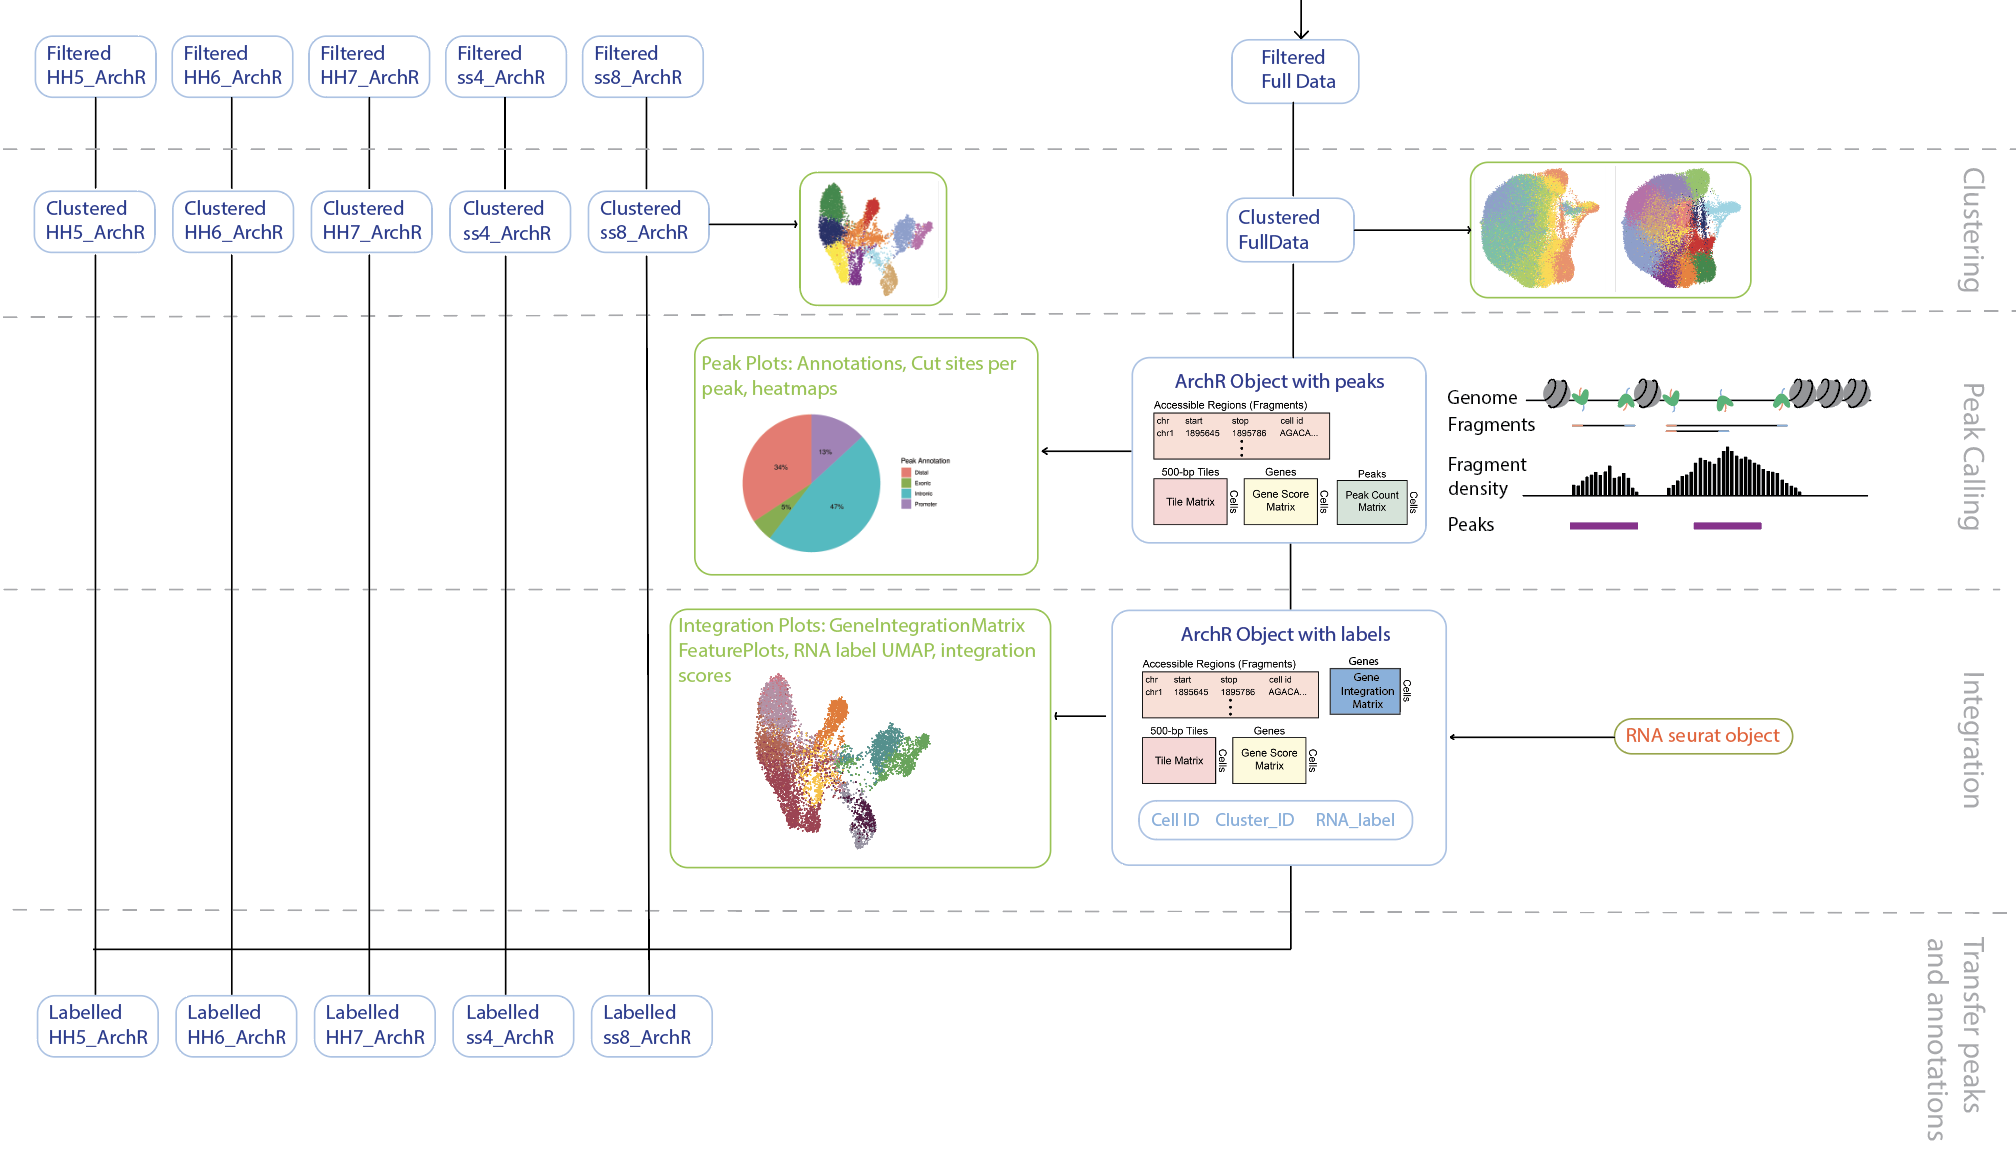 Filtered
HH5_ArchR
Filtered
HH6_ArchR
Filtered
HH7_ArchR
Filtered
ss4_ArchR
Filtered
ss8_ArchR
Filtered
Full Data
Clustered
HH5_ArchR
Clustered
HH6_ArchR
Clustered
HH7_ArchR
Clustered
ss4_ArchR
Clustered
ss8_ArchR
Clustered
FullData
Clustering
Peak Plots: Annotations, Cut sites per
peak, heatmaps
13%
34%
5%
47%
Peak Annotation
Distal
Exonic
Intronic
Promoter
ArchR Object with peaks
Accessible Regions (Fragments)
chr start stop cell id
chr1 1895645 1895786 AGACA...
500-bp Tiles
Tile Matrix
Cells
Genes
Gene Score
Matrix
Cells
Peaks
Peak Count
Matrix
Cells
Genome
Fragments
Fragment
density
Peaks
Peak Calling
Integration Plots: GeneIntegrationMatrix
FeaturePlots, RNA label UMAP, integration
scores
ArchR Object with labels
Accessible Regions (Fragments)
chr start stop cell id
chr1 1895645 1895786 AGACA...
Genes
Gene
Integration
Matrix
Cells
500-bp Tiles
Tile Matrix
Cells
Genes
Gene Score
Matrix
Cells
Cell ID Cluster_ID RNA_label
RNA seurat object
Integration
Labelled
HH5_ArchR
Labelled
HH6_ArchR
Labelled
HH7_ArchR
Labelled
ss4_ArchR
Labelled
ss8_ArchR
Transfer peaks
and annotations